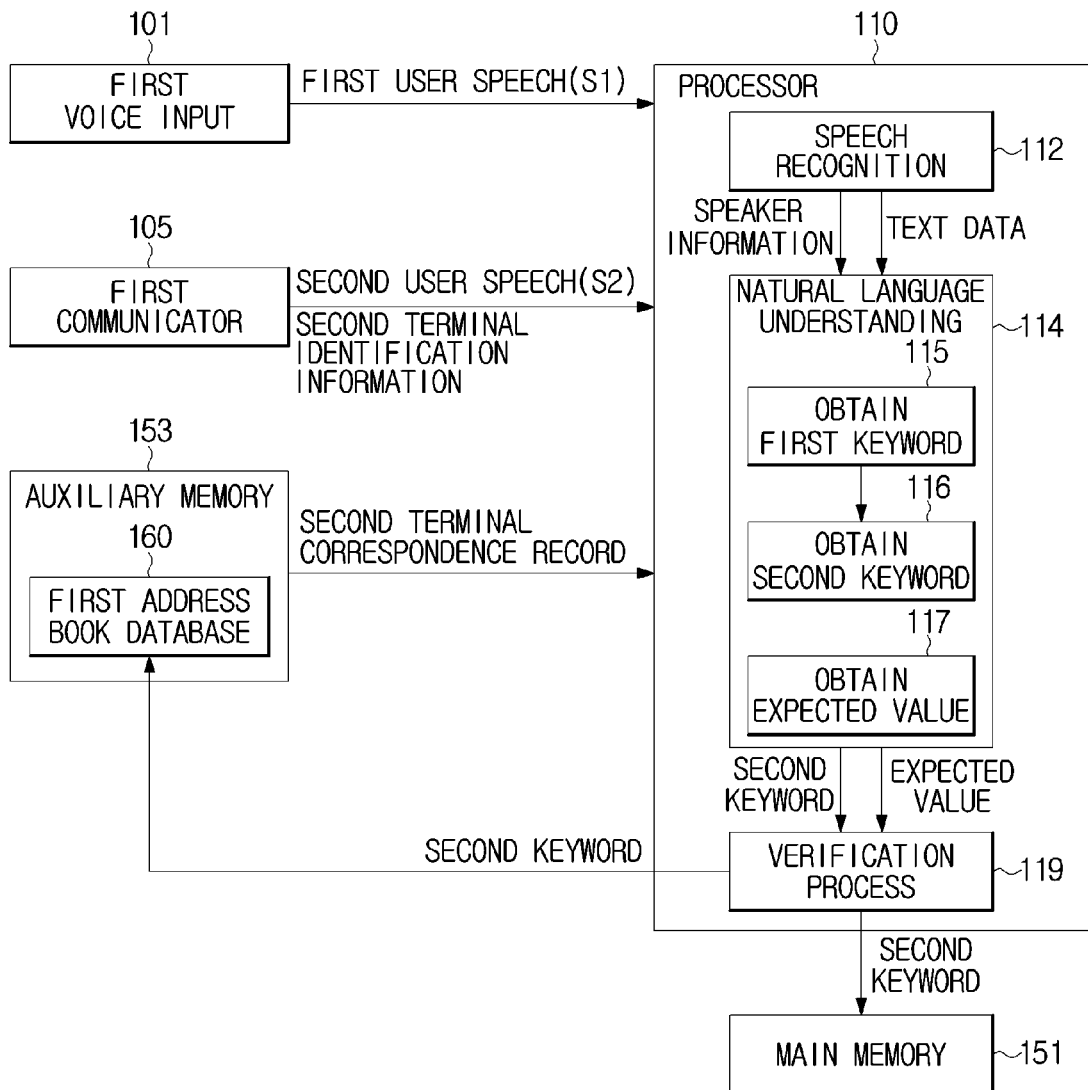 101
FIRST
VOICE INPUT
FIRST USER SPEECH(S1)
105
FIRST
COMMUNICATOR
SECOND USER SPEECH(S2)
SECOND TERMINAL
IDENTIFICATION
INFORMATION
153
AUXILIARY MEMORY
160
FIRST ADDRESS
BOOK DATABASE
SECOND TERMINAL
CORRESPONDENCE RECORD
SECOND KEYWORD
110
PROCESSOR
SPEECH
RECOGNITION
112
SPEAKER
INFORMATION
TEXT DATA
NATURAL LANGUAGE
UNDERSTANDING
114
115
OBTAIN
FIRST KEYWORD
116
OBTAIN
SECOND KEYWORD
117
OBTAIN
EXPECTED VALUE
SECOND
KEYWORD
EXPECTED
VALUE
VERIFICATION
PROCESS
119
SECOND
KEYWORD
MAIN MEMORY
151